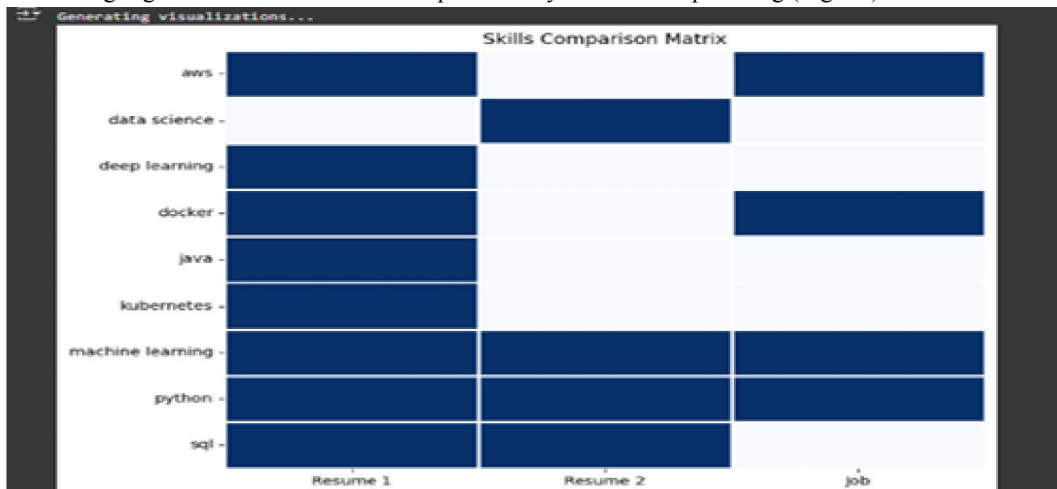 Generating visualizations...
Skills Comparison Matrix
aws
data science
deep learning
docker
java
kubernetes
machine learning
python
sql
Resume 1
Resume 2
Job